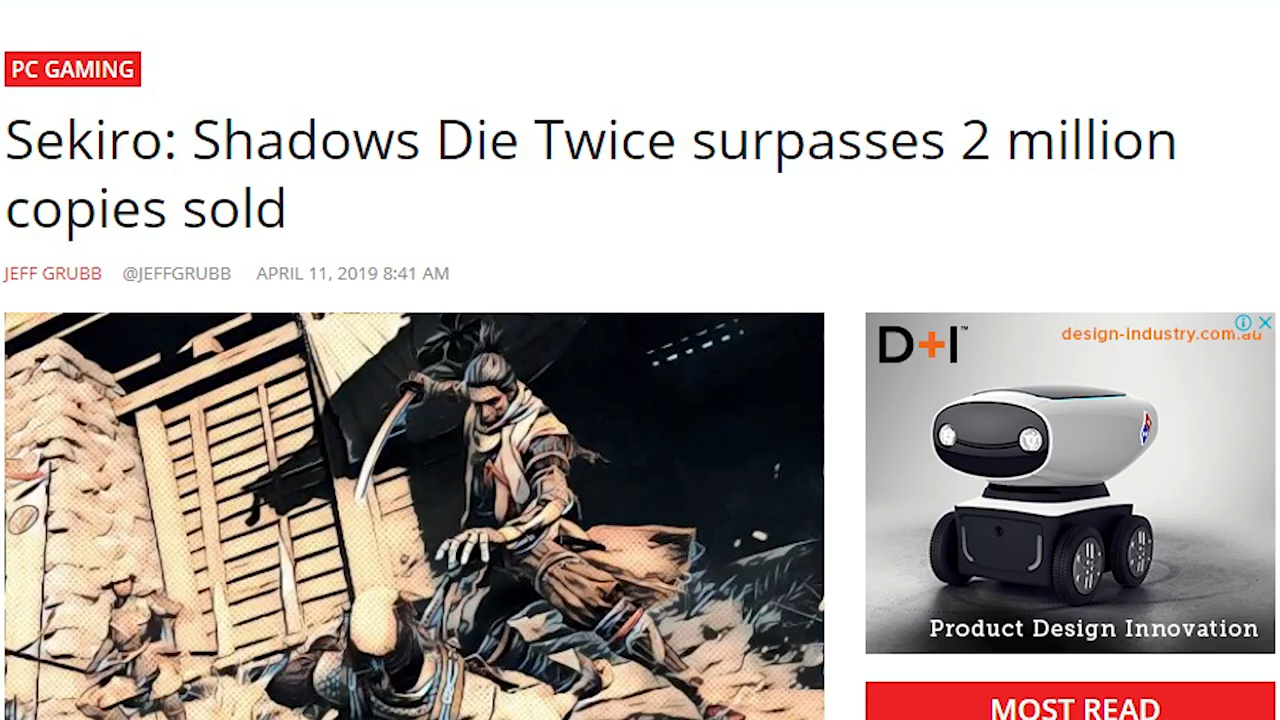 PC GAMING
Sekiro: Shadows Die Twice surpasses 2 million
copies sold
JEFF GRUBB @JEFFGRUBB APRIL 11, 2019 8:41 AM
D+I™
design-industry.com.au
Product Design Innovation
MOST READ